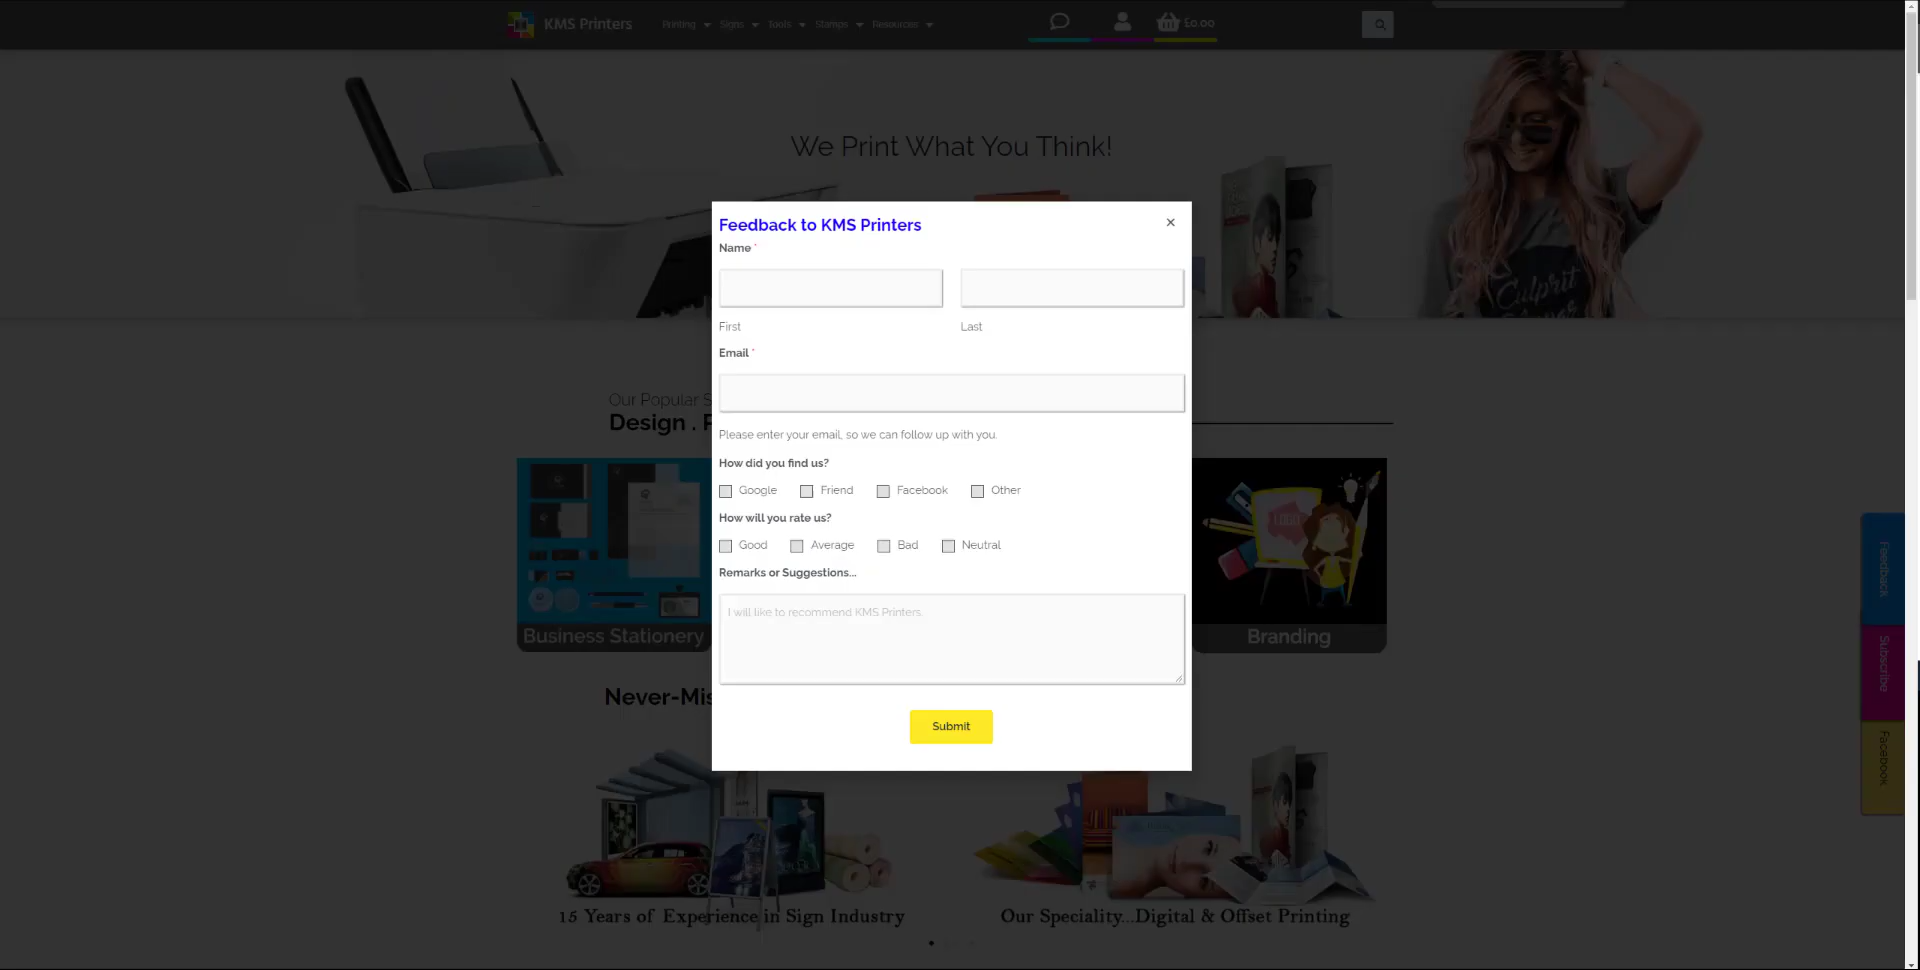 KMS Printers
Printing
Signs
Tools
Stamps
Resources
£0.00
We Print What You Think!
Feedback to KMS Printers
Name *
First
Last
Email *
Please enter your email, so we can follow up with you.
How did you find us?
Google
Friend
Facebook
Other
How will you rate us?
Good
Average
Bad
Neutral
Remarks or Suggestions...
I will like to recommend KMS Printers.
Submit
Our Popular S
Design . P
Business Stationery
LOGO
Branding
Never-Mis
15 Years of Experience in Sign Industry
Our Speciality...Digital & Offset Printing
Culprit
Feedback
Subscribe
Facebook